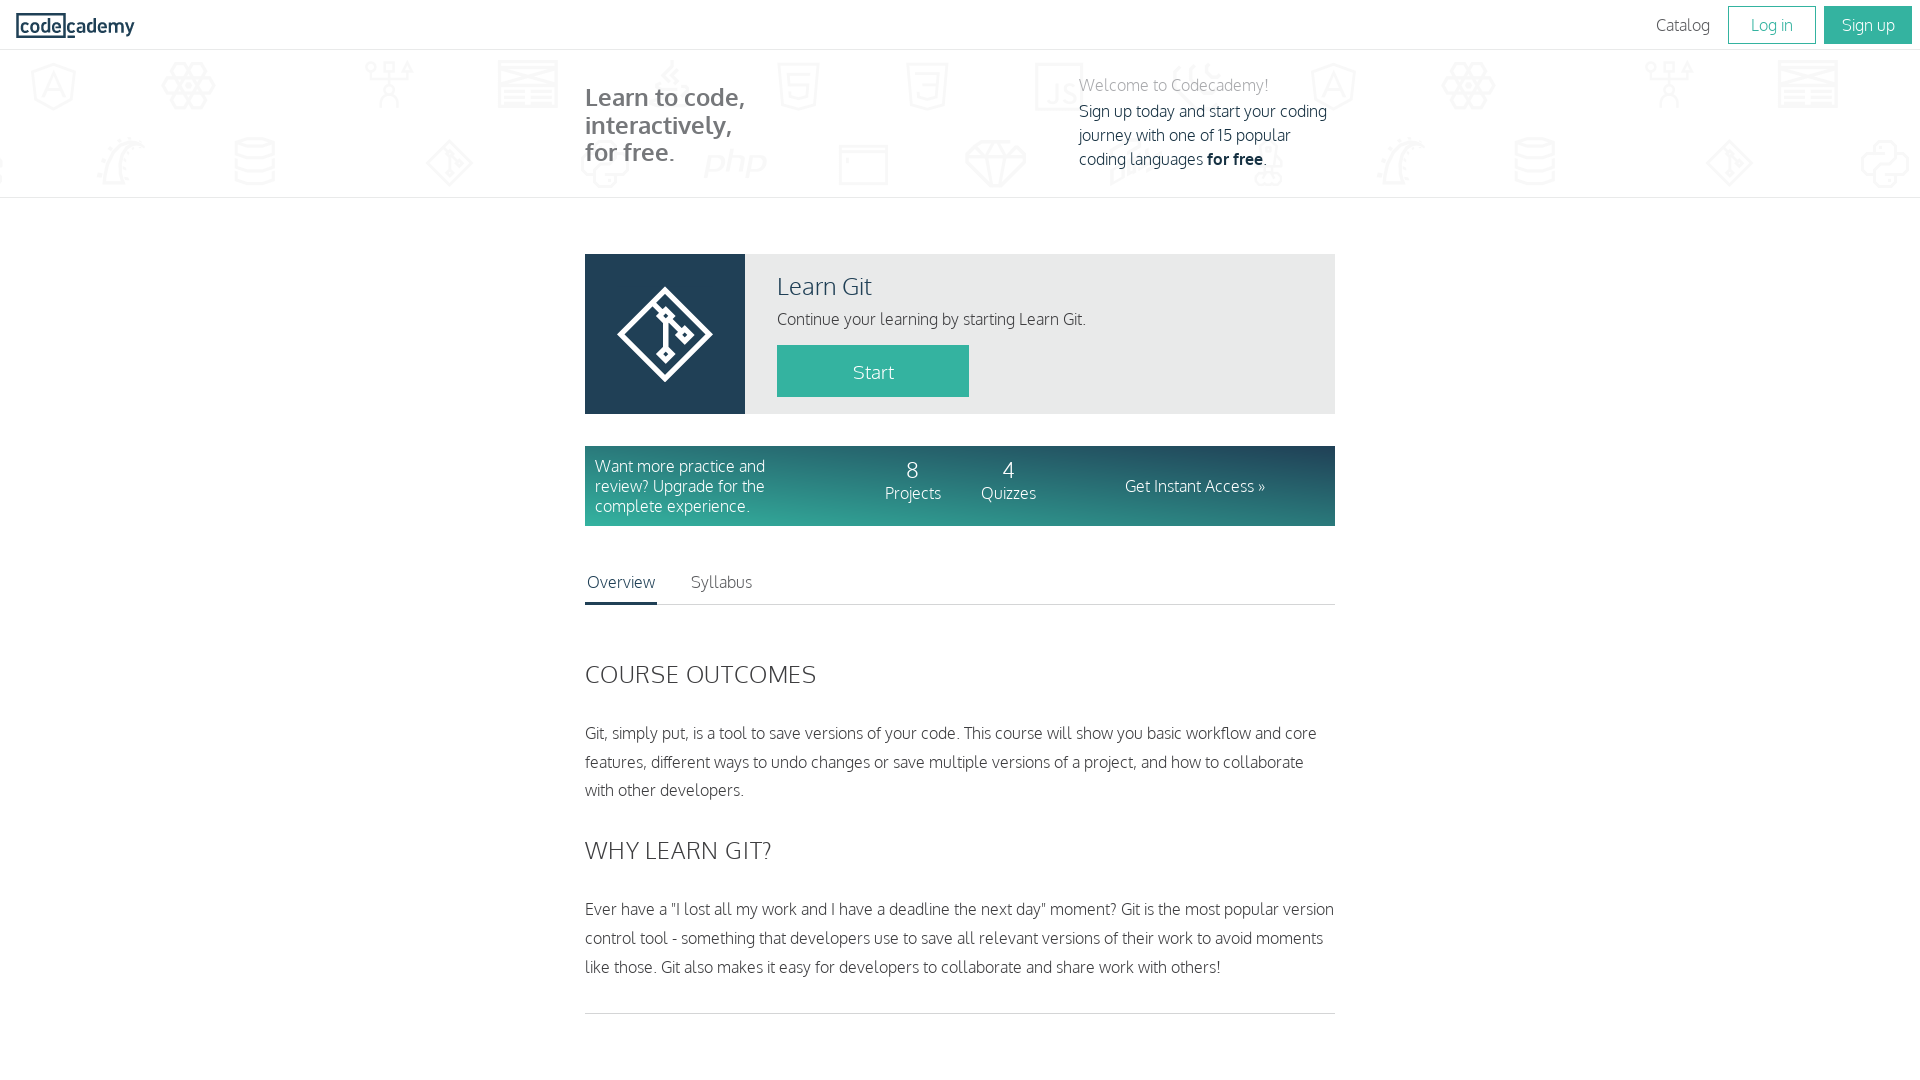 codecademy
Catalog
Log in
Sign up
Learn to code,
interactively,
for free.
Welcome to Codecademy!
Sign up today and start your coding
journey with one of 15 popular
coding languages for free.
php
JS
Learn Git
Continue your learning by starting Learn Git.
Start
Want more practice and
review? Upgrade for the
complete experience.
8
Projects
4
Quizzes
Get Instant Access »
Overview
Syllabus
COURSE OUTCOMES
Git, simply put, is a tool to save versions of your code. This course will show you basic workflow and core
features, different ways to undo changes or save multiple versions of a project, and how to collaborate
with other developers.
WHY LEARN GIT?
Ever have a "I lost all my work and I have a deadline the next day" moment? Git is the most popular version
control tool - something that developers use to save all relevant versions of their work to avoid moments
like those. Git also makes it easy for developers to collaborate and share work with others!